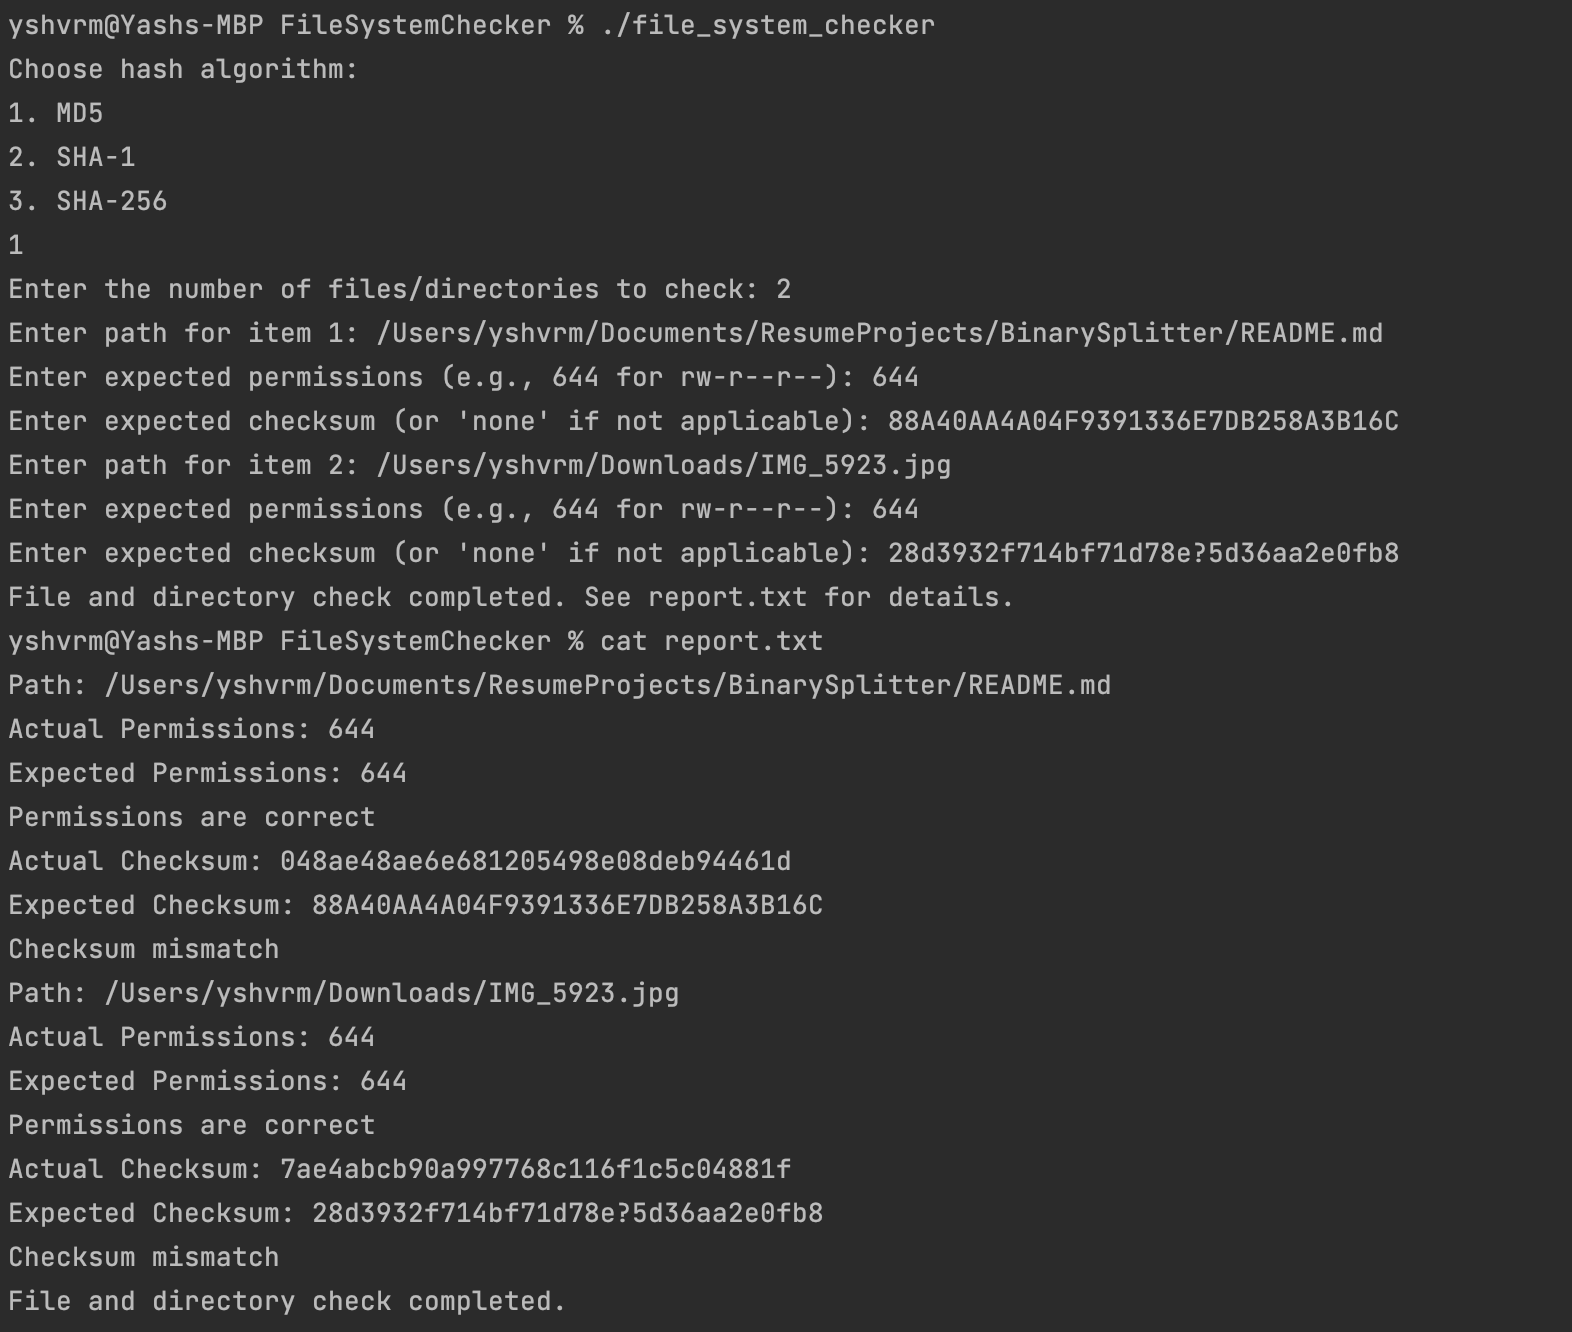 yshvrm@Yashs-MBP FileSystemChecker % ./file_system_checker
Choose hash algorithm:
1. MD5
2. SHA-1
3. SHA-256
1
Enter the number of files/directories to check: 2
Enter path for item 1: /Users/yshvrm/Documents/ResumeProjects/BinarySplitter/README.md
Enter expected permissions (e.g., 644 for rw-r--r--): 644
Enter expected checksum (or 'none' if not applicable): 88A40AA4A04F9391336E7DB258A3B16C
Enter path for item 2: /Users/yshvrm/Downloads/IMG_5923.jpg
Enter expected permissions (e.g., 644 for rw-r--r--): 644
Enter expected checksum (or 'none' if not applicable): 28d3932f714bf71d78e?5d36aa2e0fb8
File and directory check completed. See report.txt for details.
yshvrm@Yashs-MBP FileSystemChecker % cat report.txt
Path: /Users/yshvrm/Documents/ResumeProjects/BinarySplitter/README.md
Actual Permissions: 644
Expected Permissions: 644
Permissions are correct
Actual Checksum: 048ae48ae6e681205498e08deb94461d
Expected Checksum: 88A40AA4A04F9391336E7DB258A3B16C
Checksum mismatch
Path: /Users/yshvrm/Downloads/IMG_5923.jpg
Actual Permissions: 644
Expected Permissions: 644
Permissions are correct
Actual Checksum: 7ae4abcb90a997768c116f1c5c04881f
Expected Checksum: 28d3932f714bf71d78e?5d36aa2e0fb8
Checksum mismatch
File and directory check completed.